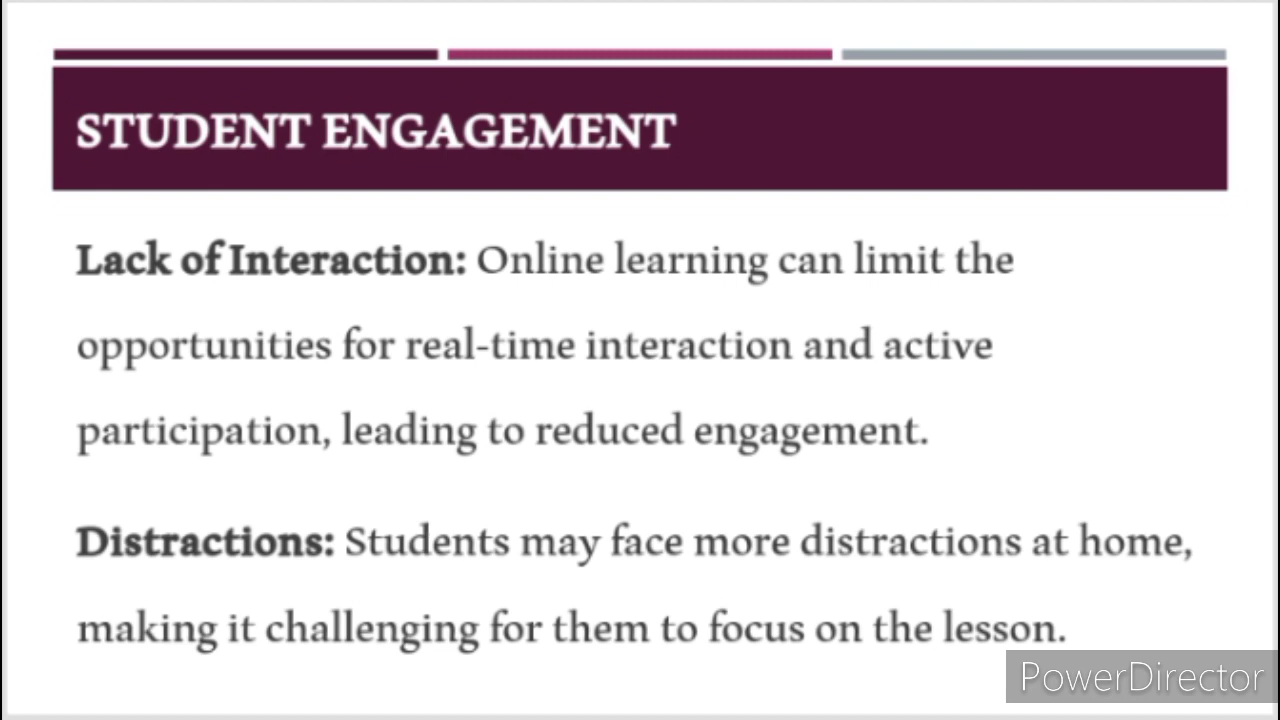 STUDENT ENGAGEMENT
Lack of Interaction: Online learning can limit the
opportunities for real-time interaction and active
participation, leading to reduced engagement.
Distractions: Students may face more distractions at home,
making it challenging for them to focus on the lesson.
PowerDirector